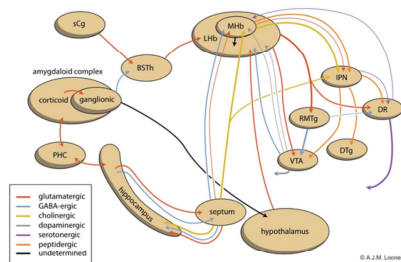 sCg
MHb
LHb
BSTh
amygdaloid complex
corticoid
ganglionic
IPN
DR
RMTg
PHC
VTA
DTg
hippocampus
septum
hypothalamus
glutamatergic
GABA-ergic
cholinergic
dopaminergic
serotonergic
peptidergic
undetermined
© A.J.M. Loonen